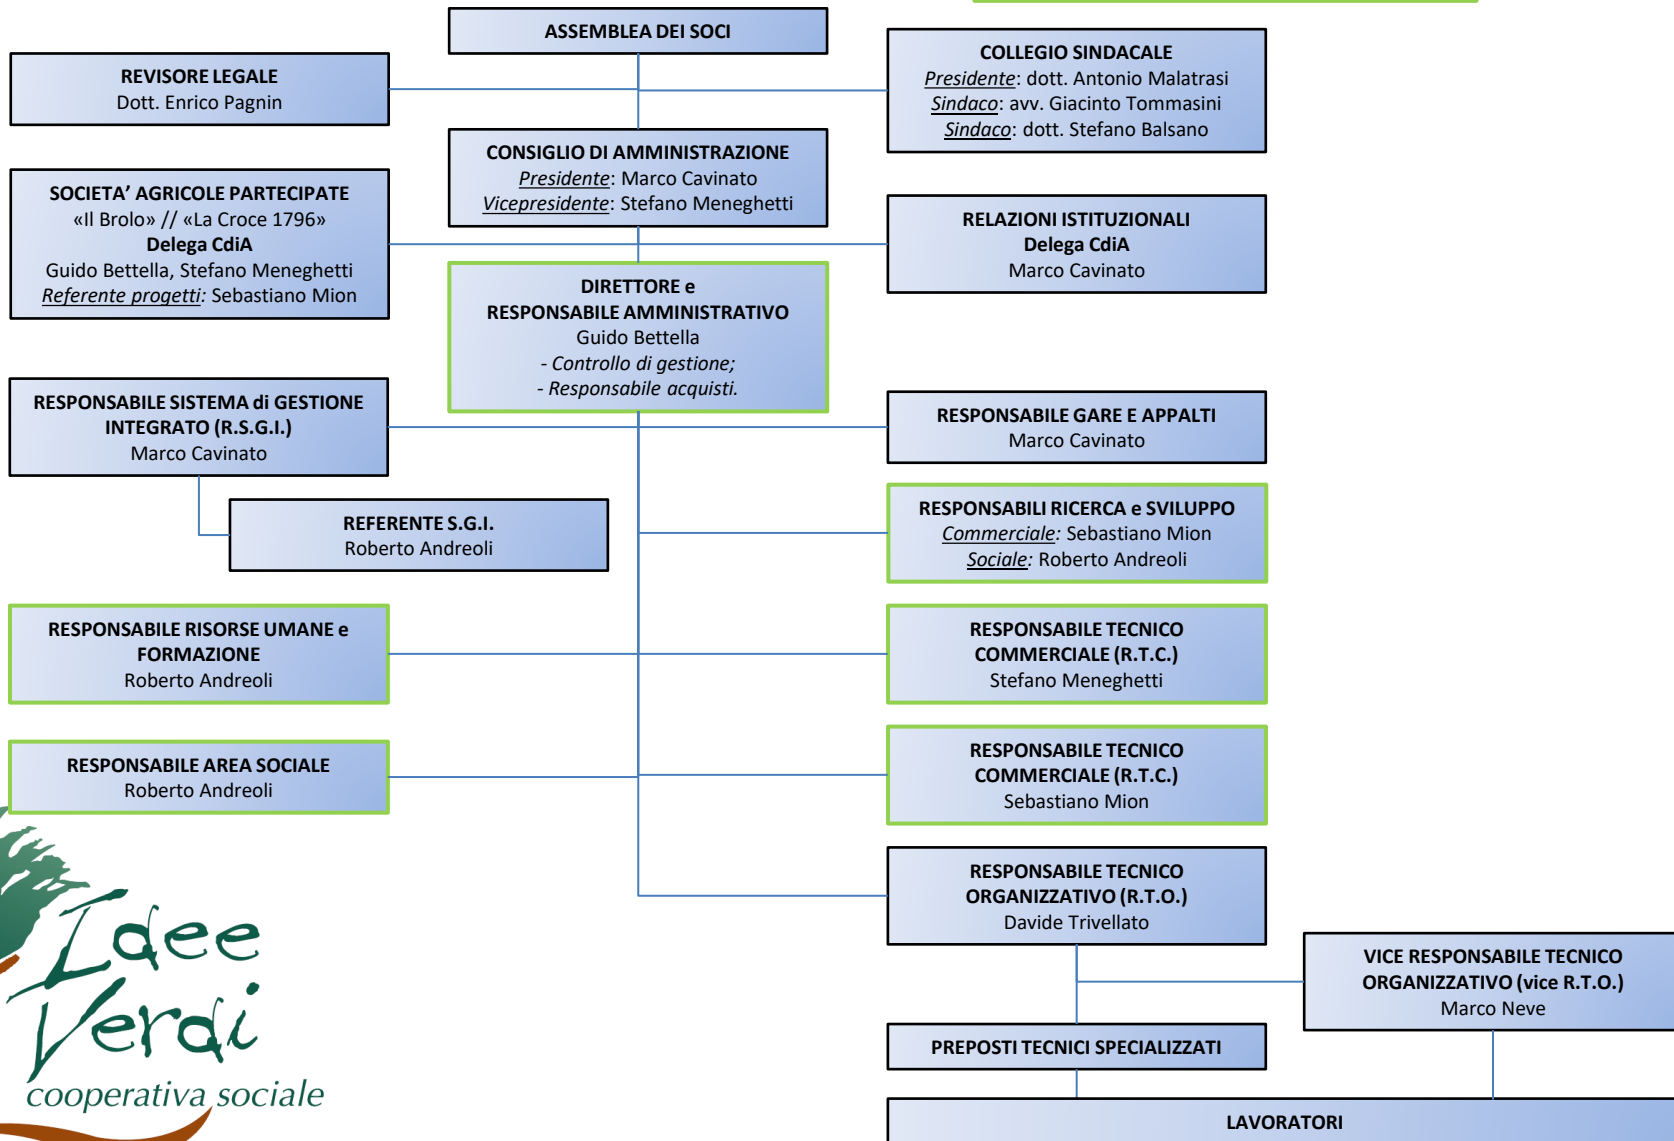 ASSEMBLEA DEI SOCI
REVISORE LEGALE
Dott. Enrico Pagnin
COLLEGIO SINDACALE
Presidente: dott. Antonio Malatrasi
Sindaco: avv. Giacinto Tommasini
Sindaco: dott. Stefano Balsano
CONSIGLIO DI AMMINISTRAZIONE
Presidente: Marco Cavinato
Vicepresidente: Stefano Meneghetti
SOCIETA’ AGRICOLE PARTECIPATE
«Il Brolo» // «La Croce 1796»
Delega CdiA
Guido Bettella, Stefano Meneghetti
Referente progetti: Sebastiano Mion
RELAZIONI ISTITUZIONALI
Delega CdiA
Marco Cavinato
DIRETTORE e
RESPONSABILE AMMINISTRATIVO
Guido Bettella
- Controllo di gestione;
- Responsabile acquisti.
RESPONSABILE SISTEMA di GESTIONE
INTEGRATO (R.S.G.I.)
Marco Cavinato
RESPONSABILE GARE E APPALTI
Marco Cavinato
REFERENTE S.G.I.
Roberto Andreoli
RESPONSABILI RICERCA e SVILUPPO
Commerciale: Sebastiano Mion
Sociale: Roberto Andreoli
RESPONSABILE RISORSE UMANE e
FORMAZIONE
Roberto Andreoli
RESPONSABILE TECNICO
COMMERCIALE (R.T.C.)
Stefano Meneghetti
RESPONSABILE AREA SOCIALE
Roberto Andreoli
RESPONSABILE TECNICO
COMMERCIALE (R.T.C.)
Sebastiano Mion
RESPONSABILE TECNICO
ORGANIZZATIVO (R.T.O.)
Davide Trivellato
VICE RESPONSABILE TECNICO
ORGANIZZATIVO (vice R.T.O.)
Marco Neve
PREPOSTI TECNICI SPECIALIZZATI
LAVORATORI
Idee
Verdi
cooperativa sociale